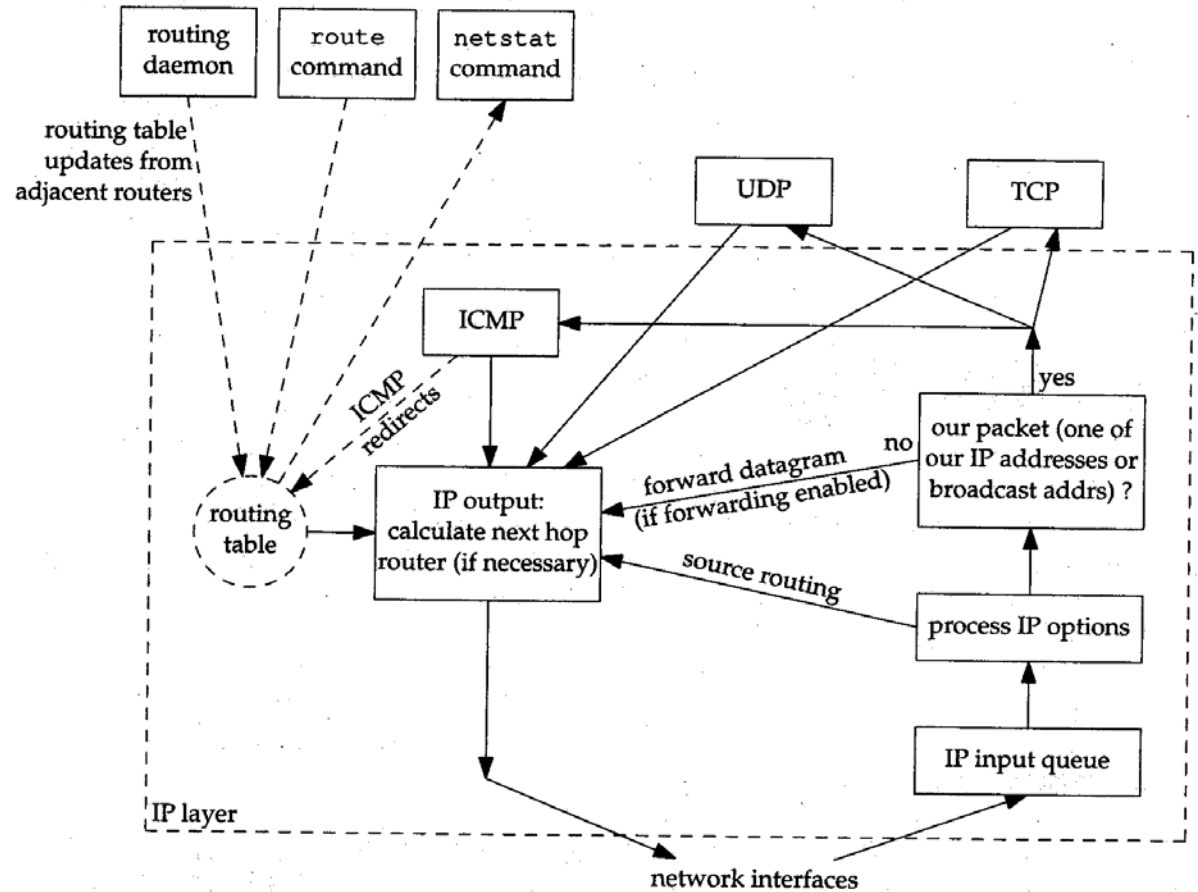 routing
daemon
route
command
netstat
command
routing table
updates from
adjacent routers
UDP
TCP
ICMP
ICMP
redirects
yes
our packet (one of
our IP addresses or
broadcast addrs) ?
no
forward datagram
(if forwarding enabled)
IP output:
calculate next hop
router (if necessary)
routing
table
source routing
process IP options
IP input queue
IP layer
network interfaces